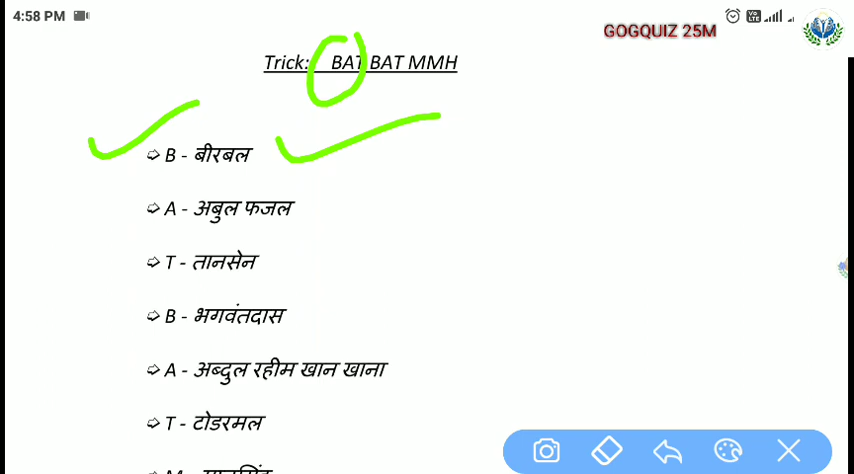 4:58 PM
GOGQUIZ 25M
Trick: BAT BAT MMH
➪ B - बीरबल
➪ A - अबुल फजल
➪ T - तानसेन
➪ B - भगवंतदास
➪ A - अब्दुल रहीम खान खाना
➪ T - टोडरमल